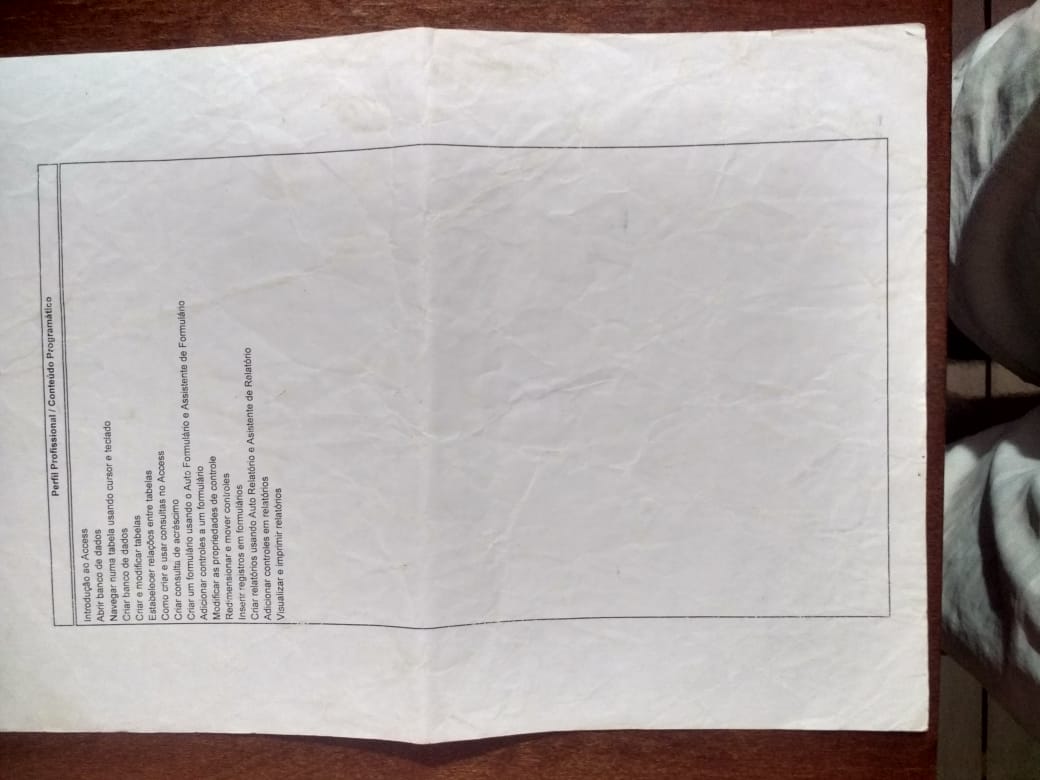 Perfil Profissional / Conteúdo Programático
Introdução ao Access
Abrir banco de dados
Navegar numa tabela usando cursor e teclado
Criar banco de dados
Criar e modificar tabelas
Estabelecer relações entre tabelas
Como criar e usar consultas no Access
Criar consulta de acréscimo
Criar um formulário usando o Auto Formulário e Assistente de Formulário
Adicionar controles a um formulário
Modificar as propriedades de controle
Redimensionar e mover controles
Inserir registros em formulários
Criar relatórios usando Auto Relatório e Asistente de Relatório
Adicionar controles em relatórios
Visualizar e imprimir relatórios